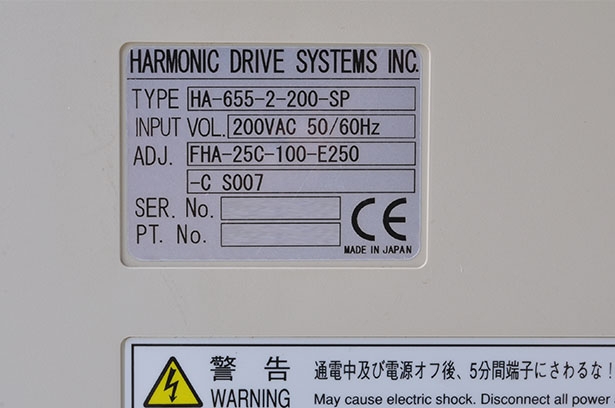 HARMONIC DRIVE SYSTEMS INC.
TYPE HA-655-2-200-SP
INPUT VOL. 200VAC 50/60Hz
ADJ. FHA-25C-100-E250
-C S007
SER. No.
PT. No.
CE
MADE IN JAPAN
警告 通電中及び電源オフ後、5分間端子にさわるな!
WARNING May cause electric shock. Disconnect all power